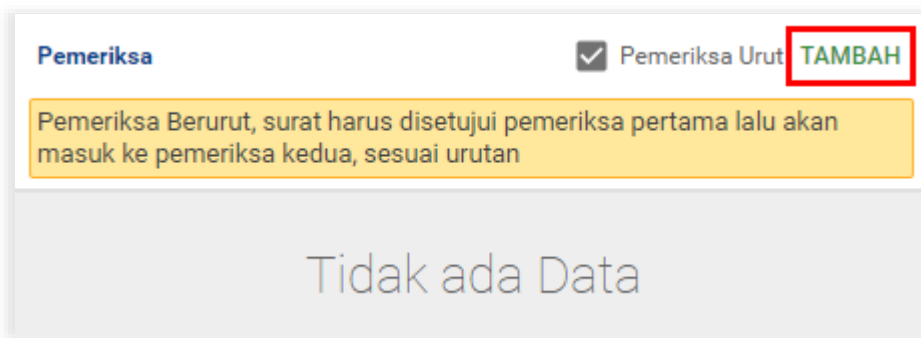 Pemeriksa
Pemeriksa Urut TAMBAH
Pemeriksa Berurut, surat harus disetujui pemeriksa pertama lalu akan
masuk ke pemeriksa kedua, sesuai urutan
Tidak ada Data